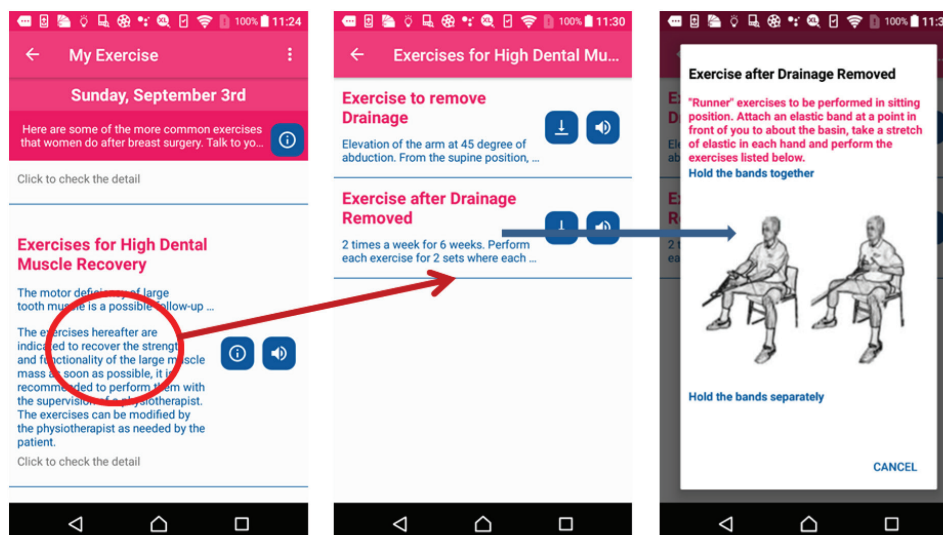 100% 11:24
My Exercise
Sunday, September 3rd
Here are some of the more common exercises
that women do after breast surgery. Talk to yo...
Click to check the detail
Exercises for High Dental
Muscle Recovery
The motor deficiency of large
tooth muscle is a possible follow-up ...
The exercises hereafter are
indicated to recover the strength
and functionality of the large muscle
mass as soon as possible, it is
recommended to perform them with
the supervision of a physiotherapist.
The exercises can be modified by
the physiotherapist as needed by the
patient.
Click to check the detail
100% 11:30
Exercises for High Dental Mu...
Exercise to remove
Drainage
Elevation of the arm at 45 degree of
abduction. From the supine position, ...
Exercise after Drainage
Removed
2 times a week for 6 weeks. Perform
each exercise for 2 sets where each ...
100% 11:3
Exercise after Drainage Removed
"Runner" exercises to be performed in sitting
position. Attach an elastic band at a point in
front of you to about the basin, take a stretch
of elastic in each hand and perform the
exercises listed below.
Hold the bands together
Hold the bands separately
CANCEL